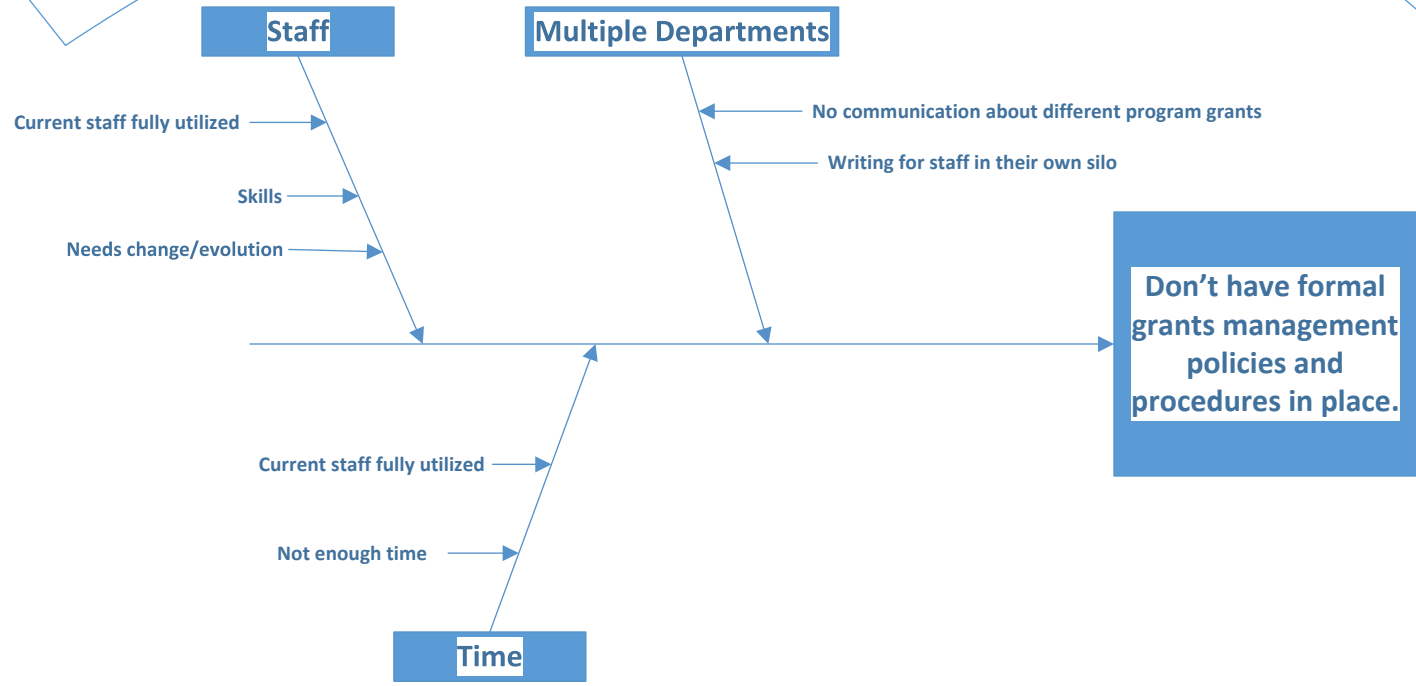 Staff
Multiple Departments
Current staff fully utilized
No communication about different program grants
Writing for staff in their own silo
Skills
Needs change/evolution
Don’t have formal
grants management
policies and
procedures in place.
Current staff fully utilized
Not enough time
Time